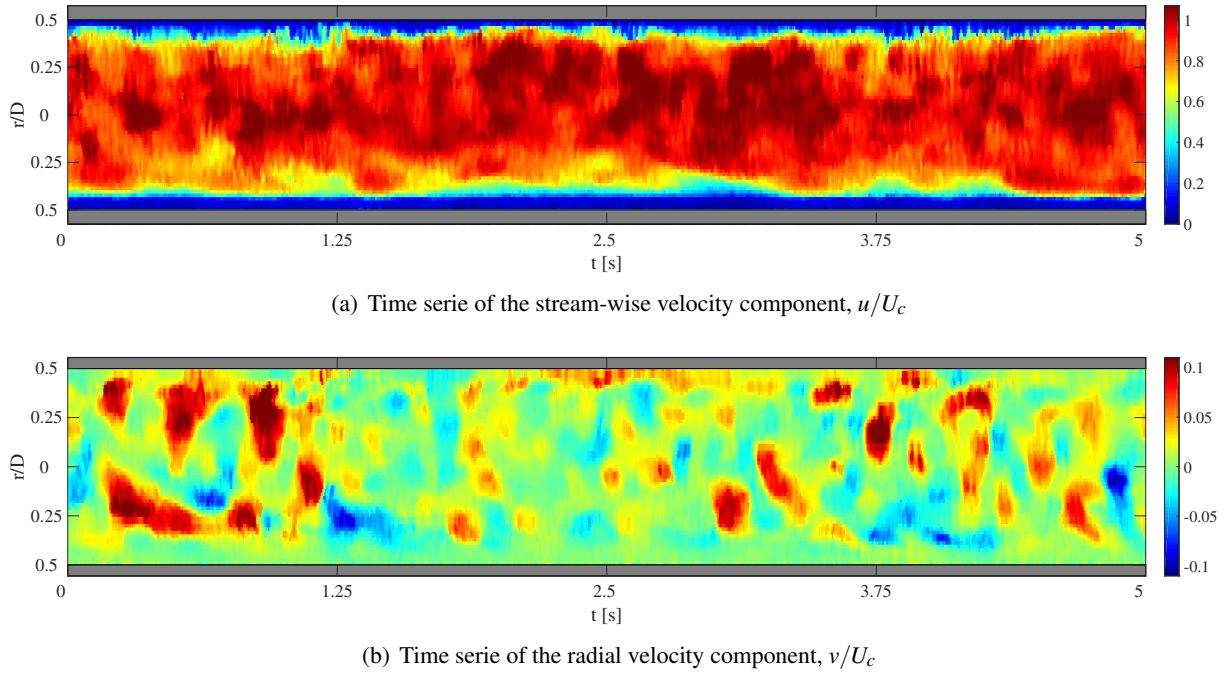 0.5
0.25
0
0.25
0.5
r/D
0 1.25 2.5 3.75 5
t [s]
1
0.8
0.6
0.4
0.2
0
(a) Time serie of the stream-wise velocity component, u/U_c
0.5
0.25
0
0.25
0.5
r/D
0 1.25 2.5 3.75 5
t [s]
0.1
0.05
0
-0.05
-0.1
(b) Time serie of the radial velocity component, v/U_c